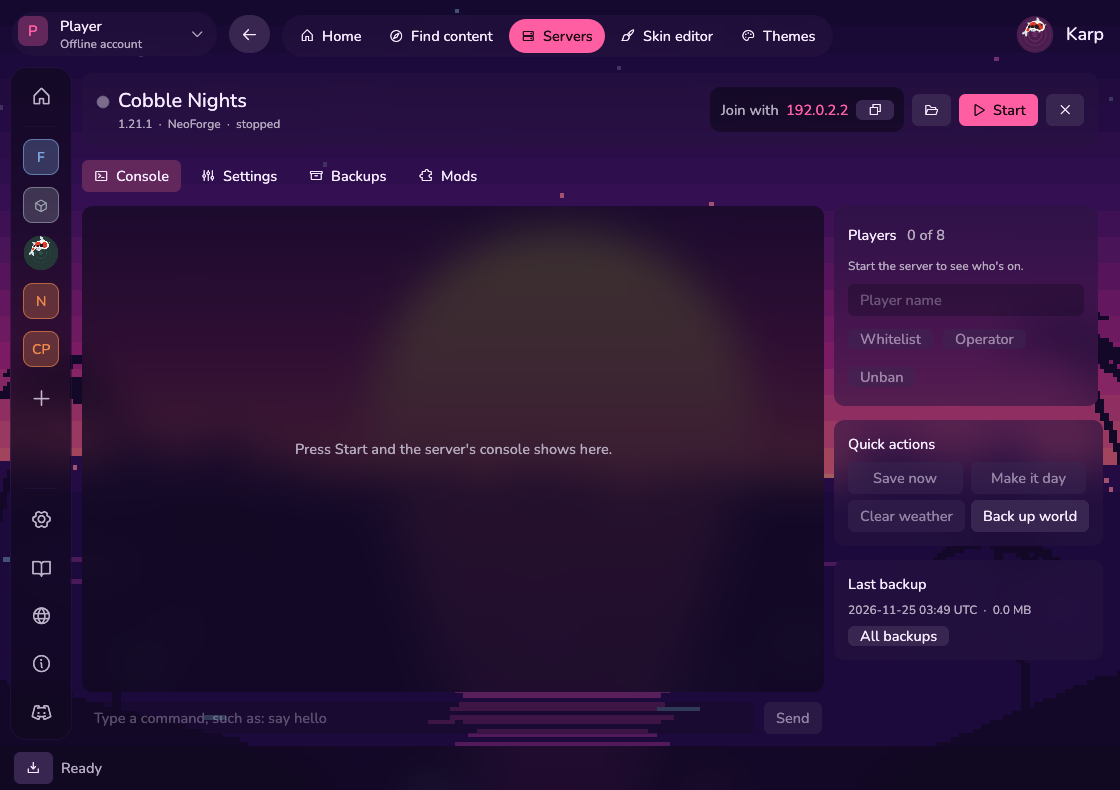 P
Player
Offline account
Home
Find content
Servers
Skin editor
Themes
Karp
Cobble Nights
1.21.1 · NeoForge · stopped
Join with 192.0.2.2
Start
F
N
CP
Console
Settings
Backups
Mods
Press Start and the server's console shows here.
Players 0 of 8
Start the server to see who's on.
Player name
Whitelist
Operator
Unban
Quick actions
Save now
Make it day
Clear weather
Back up world
Last backup
2026-11-25 03:49 UTC · 0.0 MB
All backups
Type a command, such as: say hello
Send
Ready